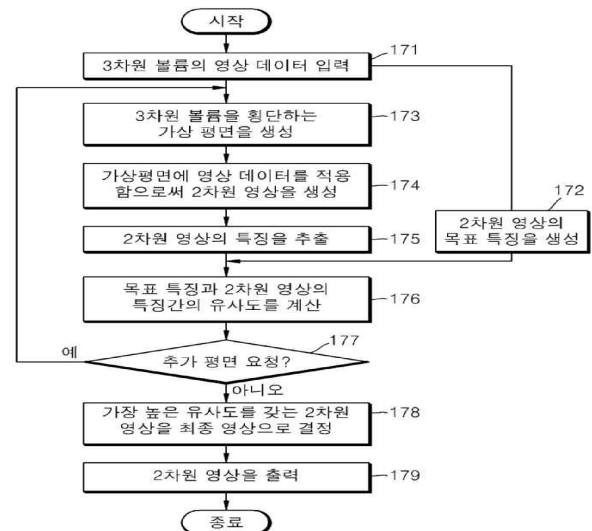 시작
3차원 볼륨의 영상 데이터 입력
171
3차원 볼륨을 횡단하는
가상 평면을 생성
173
가상평면에 영상 데이터를 적용
함으로써 2차원 영상을 생성
174
172
2차원 영상의
목표 특징을 생성
2차원 영상의 특징을 추출
175
목표 특징과 2차원 영상의
특징간의 유사도를 계산
176
177
예
추가 평면 요청?
아니오
가장 높은 유사도를 갖는 2차원
영상을 최종 영상으로 결정
178
2차원 영상을 출력
179
종료